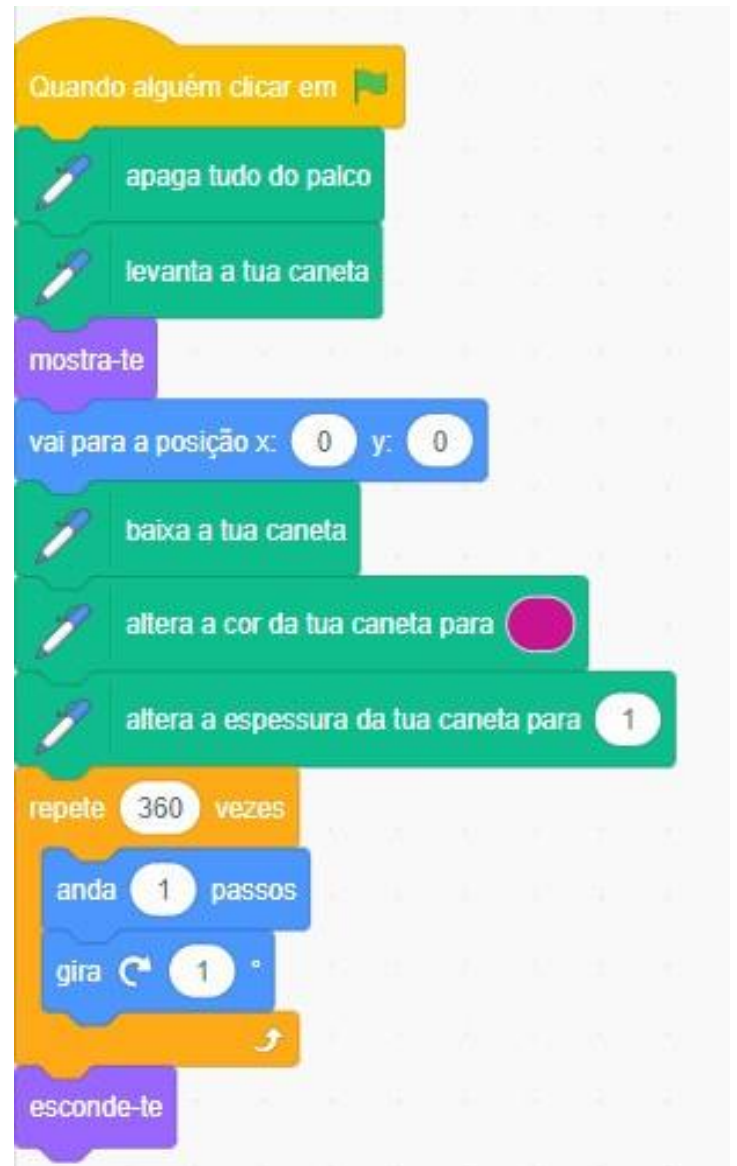 Quando alguém clicar em
apaga tudo do palco
levanta a tua caneta
mostra-te
vai para a posição x: 0 y: 0
baixa a tua caneta
altera a cor da tua caneta para
altera a espessura da tua caneta para 1
repete 360 vezes
anda 1 passos
gira 1 °
esconde-te